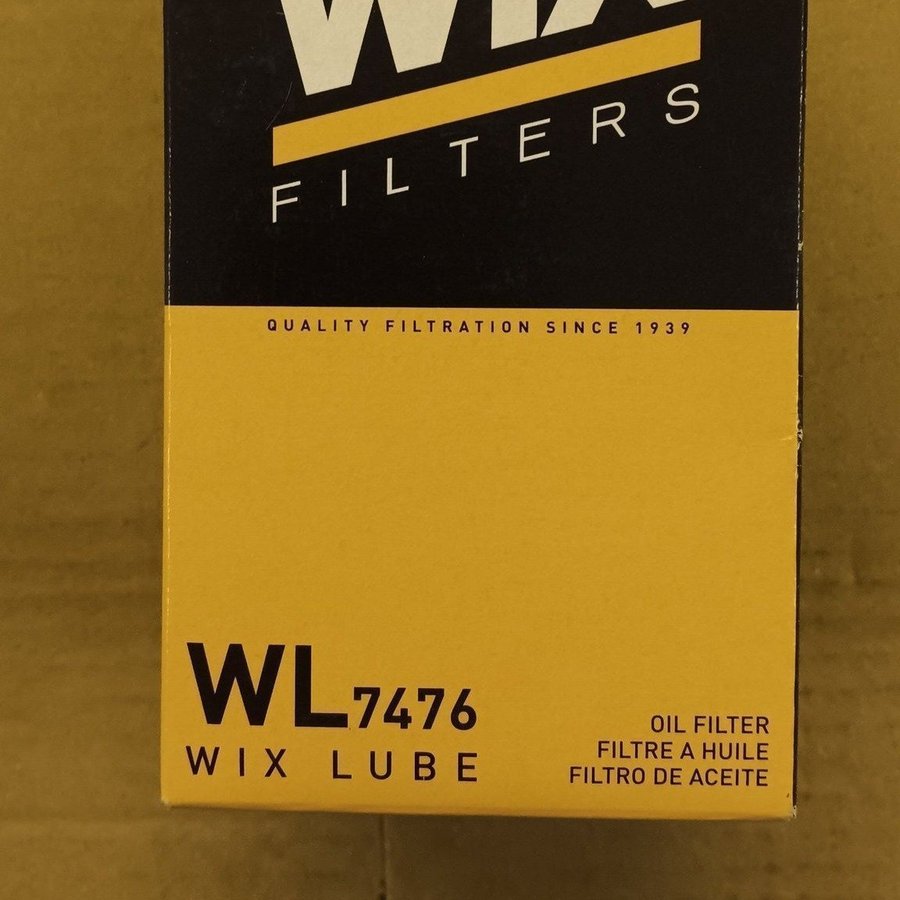 WIX
FILTERS
QUALITY FILTRATION SINCE 1939
WL7476
WIX LUBE
OIL FILTER
FILTRE A HUILE
FILTRO DE ACEITE